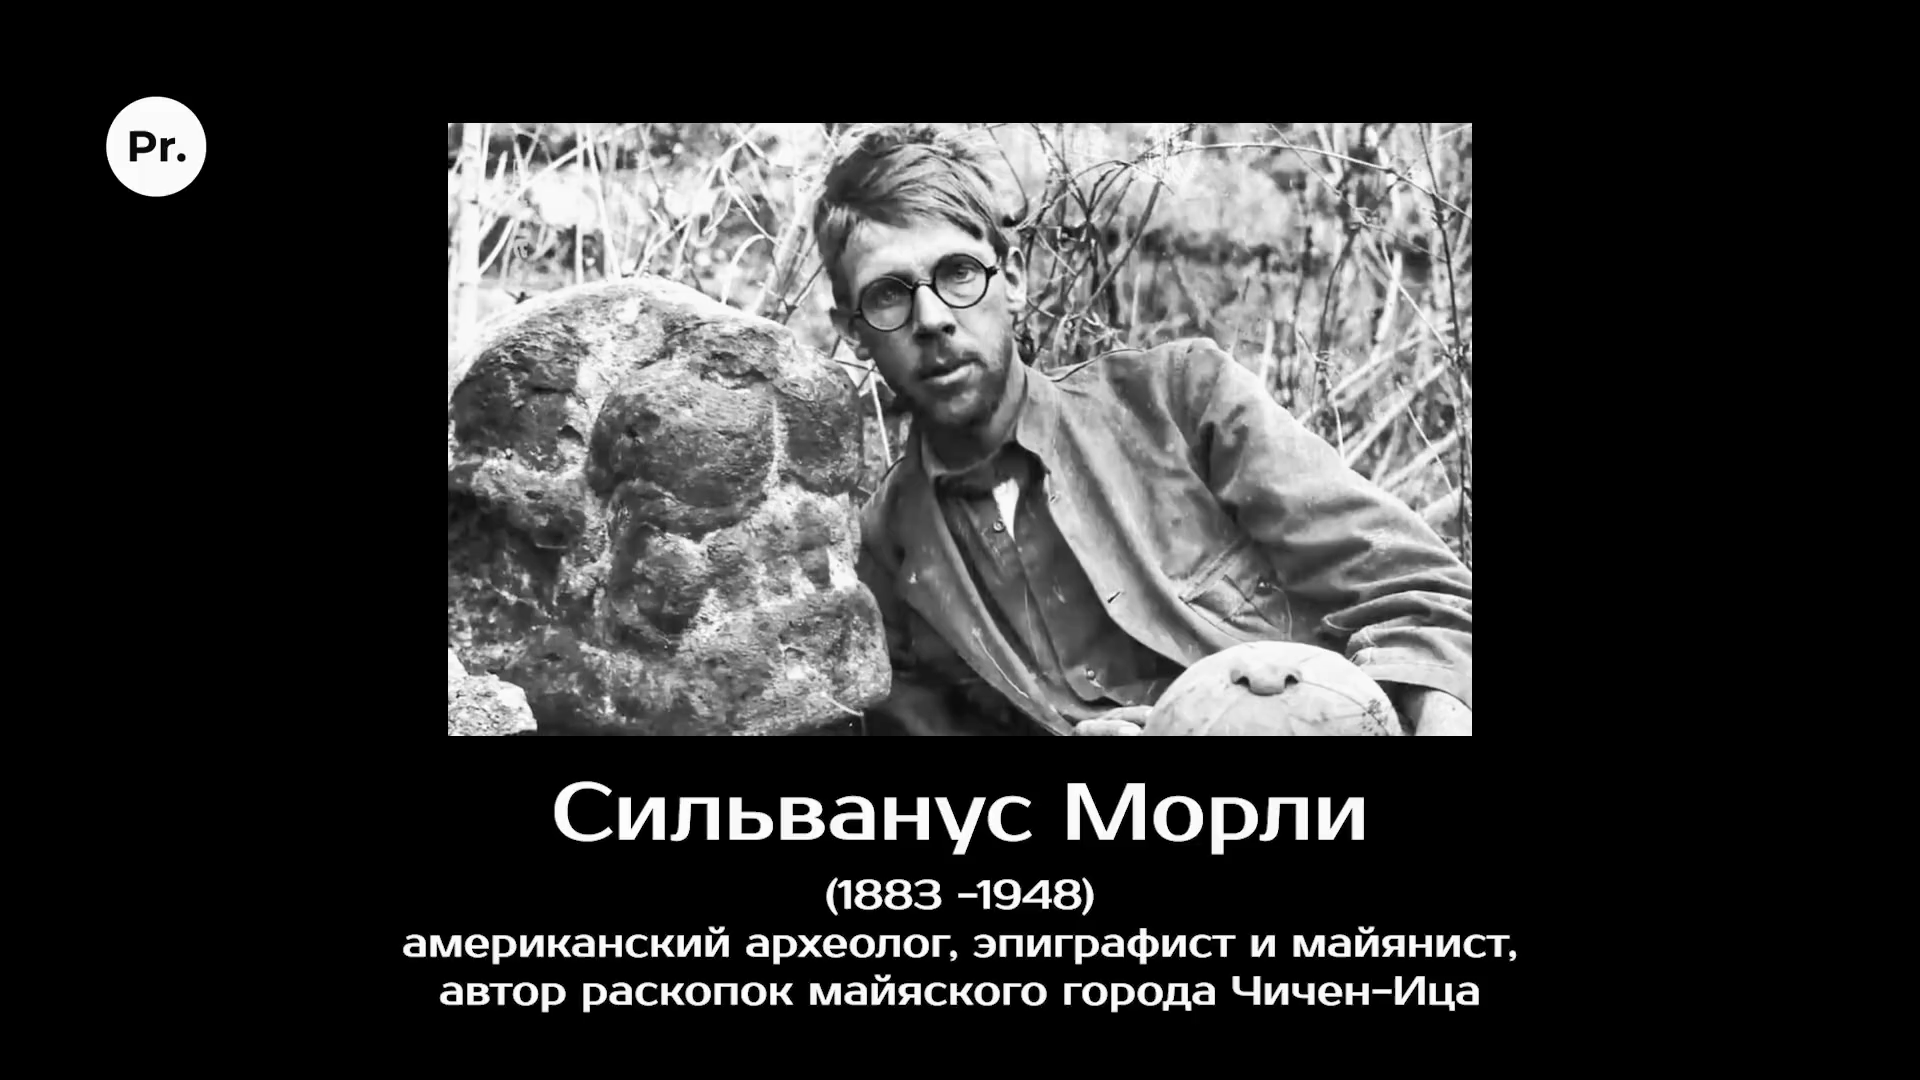 Pr.
Сильванус Морли
(1883 -1948)
американский археолог, эпиграфист и майянист,
автор раскопок майяского города Чичен-Ица